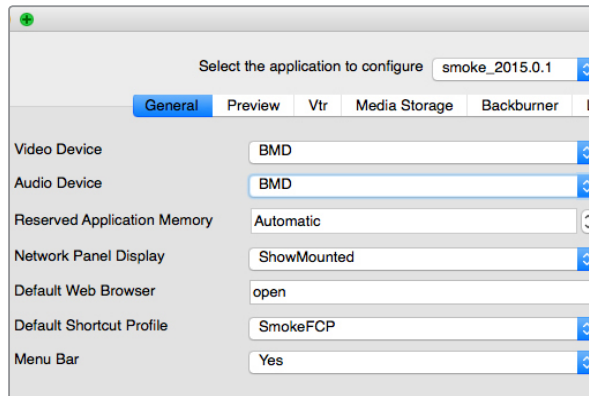 Select the application to configure smoke_2015.0.1
General Preview Vtr Media Storage Backburner
Video Device BMD
Audio Device BMD
Reserved Application Memory Automatic
Network Panel Display ShowMounted
Default Web Browser open
Default Shortcut Profile SmokeFCP
Menu Bar Yes